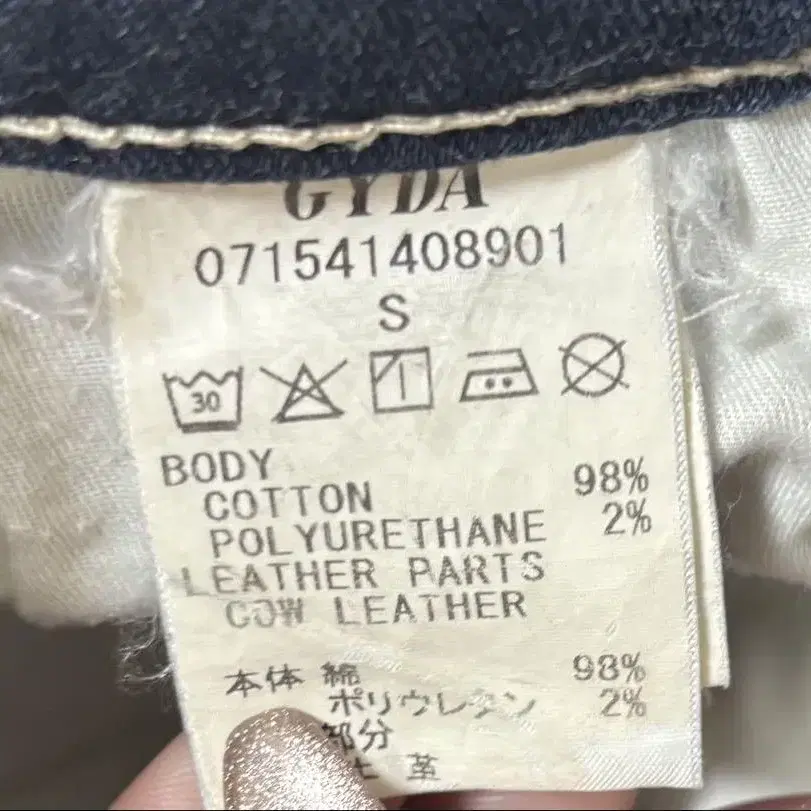 GYDA
071541408901
S
30
BODY
COTTON 98%
POLYURETHANE 2%
LEATHER PARTS
COW LEATHER
本体 綿 98%
ポリウレタン 2%
部分
革